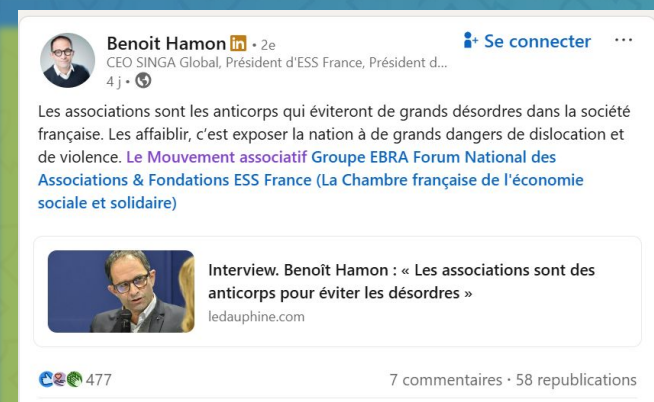 Benoit Hamon in • 2e
Se connecter ...
CEO SINGA Global, Président d'ESS France, Président d...
4 j •
Les associations sont les anticorps qui éviteront de grands désordres dans la société
française. Les affaiblir, c’est exposer la nation à de grands dangers de dislocation et
de violence. Le Mouvement associatif Groupe EBRA Forum National des
Associations & Fondations ESS France (La Chambre française de l'économie
sociale et solidaire)
Interview. Benoît Hamon : « Les associations sont des
anticorps pour éviter les désordres »
ledauphine.com
477
7 commentaires · 58 republications